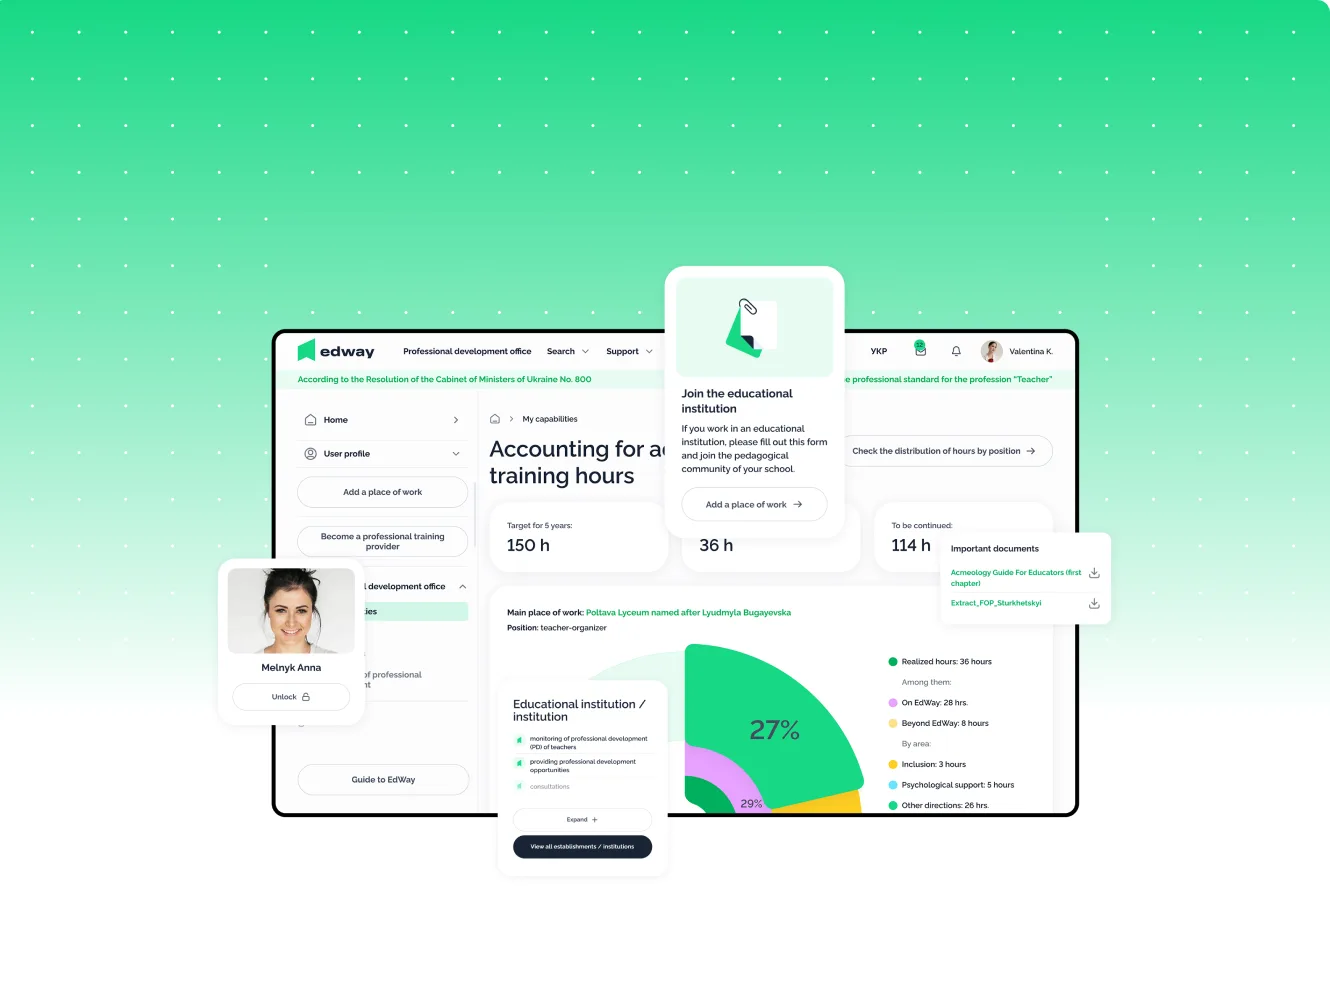 edway
Professional development office
Search
Support
УКР
12
Valentina K.
According to the Resolution of the Cabinet of Ministers of Ukraine No. 800
e professional standard for the profession "Teacher"
Home
User profile
Add a place of work
Become a professional training
provider
l development office
ties
of professional
nt
Guide to EdWay
Melnyk Anna
Unlock
My capabilities
Accounting for a
training hours
Check the distribution of hours by position
Target for 5 years:
150 h
36 h
To be continued:
114 h
Join the educational
institution
If you work in an educational
institution, please fill out this form
and join the pedagogical
community of your school.
Add a place of work
Important documents
Acmeology Guide For Educators (first
chapter)
Extract_FOP_Sturkhetskyi
Main place of work: Poltava Lyceum named after Lyudmyla Bugayevska
Position: teacher-organizer
27%
29%
Realized hours: 36 hours
Among them:
On EdWay: 28 hrs.
Beyond EdWay: 8 hours
By area:
Inclusion: 3 hours
Psychological support: 5 hours
Other directions: 26 hrs.
Educational institution /
institution
monitoring of professional development
(PD) of teachers
providing professional development
opportunities
consultations
Expand +
View all establishments / institutions